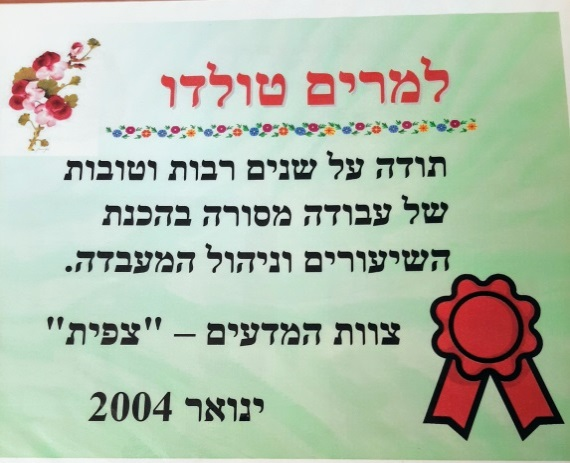 למרים טולדו
תודה על שנים רבות וטובות
של עבודה מסורה בהכנת
השיעורים וניהול המעבדה.
צוות המדעים – "צפית"
ינואר 2004